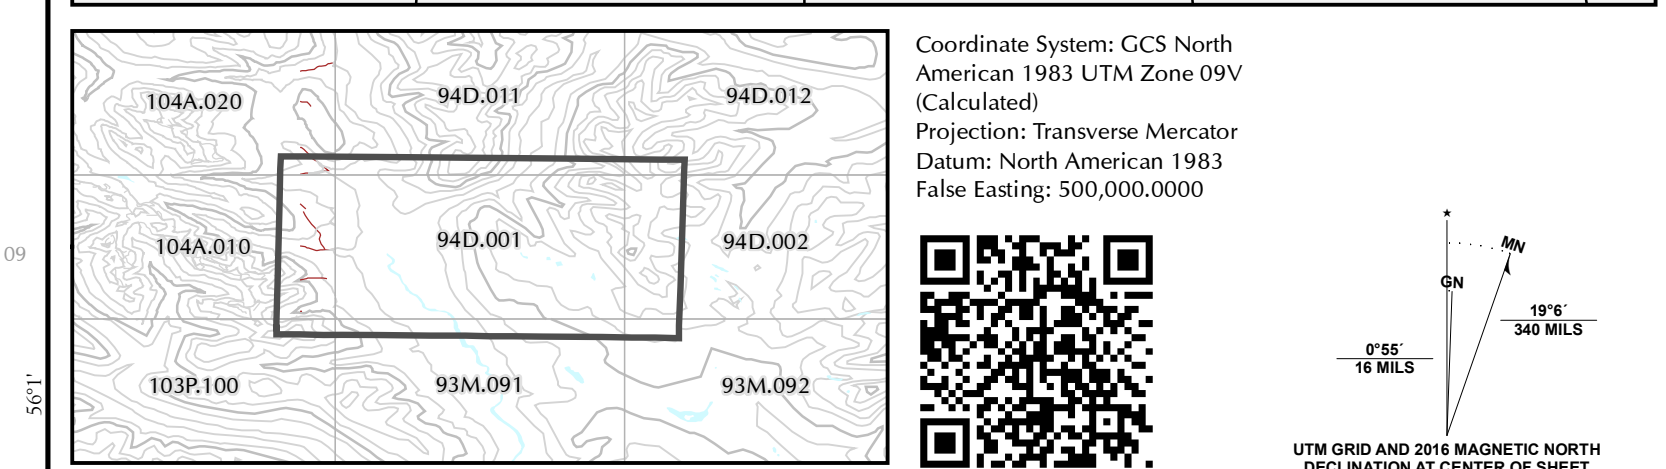 104A.020
94D.011
94D.012
104A.010
94D.001
94D.002
103P.100
93M.091
93M.092
09
56°1'
Coordinate System: GCS North
American 1983 UTM Zone 09V
(Calculated)
Projection: Transverse Mercator
Datum: North American 1983
False Easting: 500,000.0000
MN
GN
19°6´
340 MILS
0°55´
16 MILS
UTM GRID AND 2016 MAGNETIC NORTH
DECLINATION AT CENTER OF SHEET